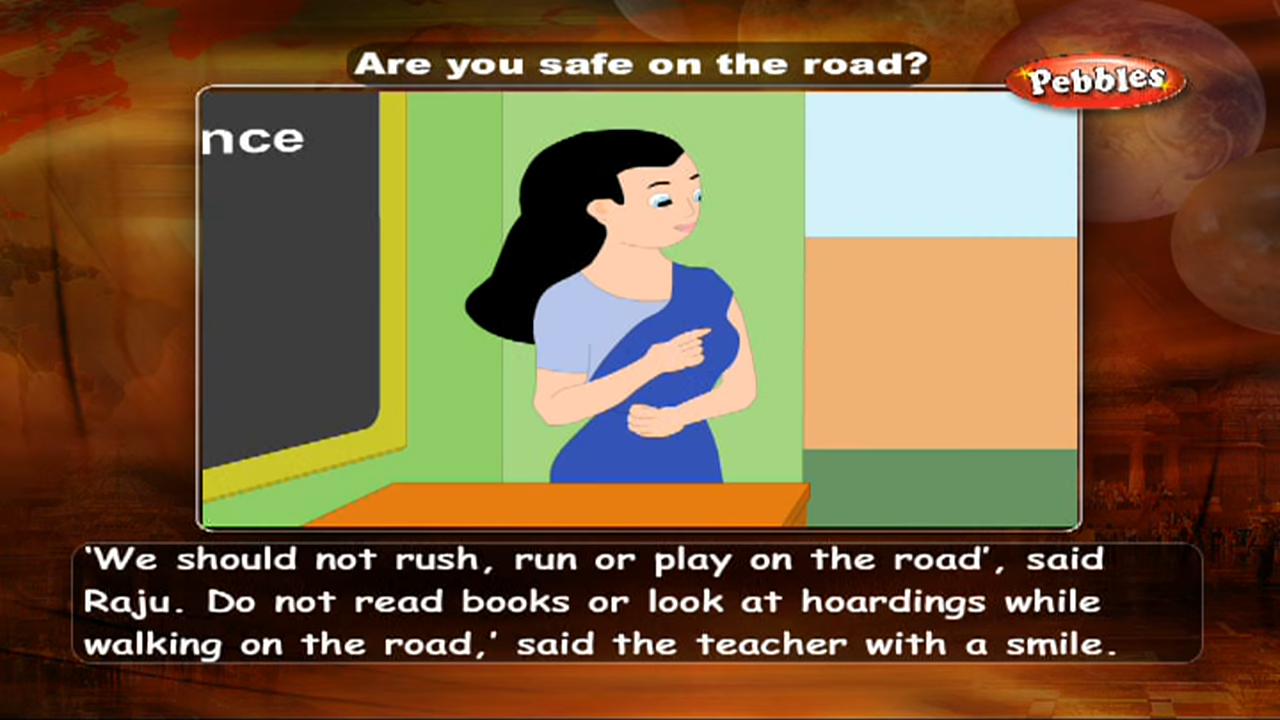 Are you safe on the road?
Pebbles
nce
‘We should not rush, run or play on the road’, said
Raju. Do not read books or look at hoardings while
walking on the road,’ said the teacher with a smile.